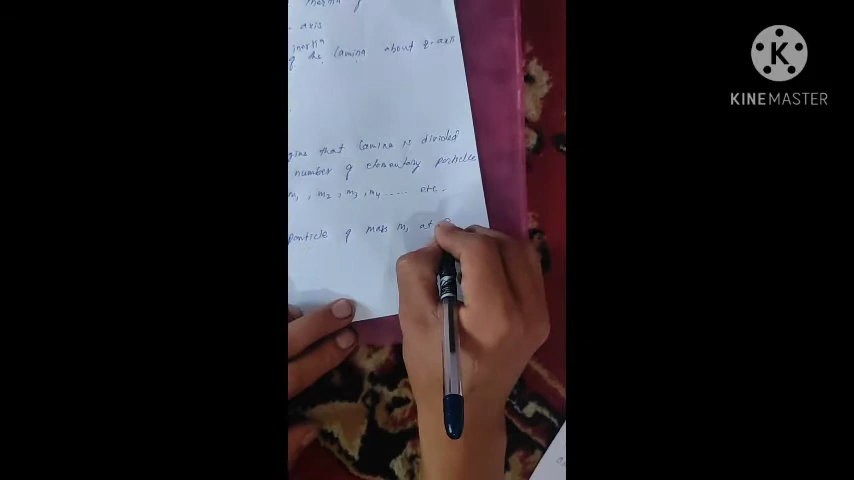 axis
inertia
of the lamina about y-axis
gine that lamina is divided
number of elementary particle
m1, m2, m3, m4 ..... etc.
particle of mass m1 at
K
KINEMASTER